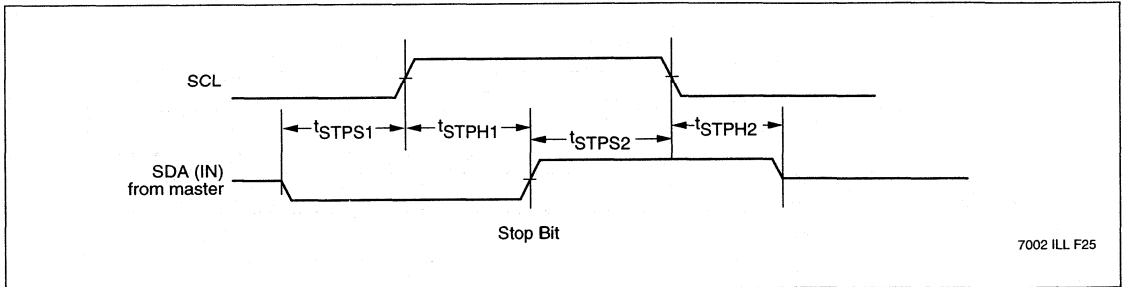 SCL
tSTPS1
tSTPH1
tSTPS2
tSTPH2
SDA (IN)
from master
Stop Bit
7002 ILL F25